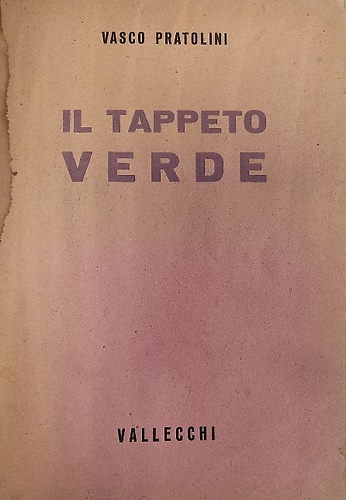 VASCO PRATOLINI
IL TAPPETO
VERDE
VALLECCHI